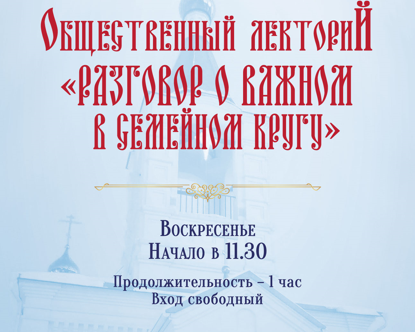 Общественный лекторий
«Разговор о важном
в семейном кругу»
Воскресенье
Начало в 11.30
Продолжительность – 1 час
Вход свободный